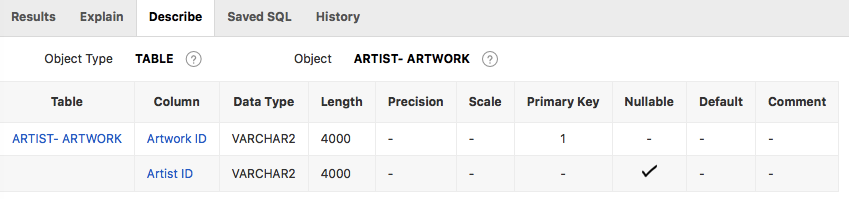 Results Explain Describe Saved SQL History
Object Type TABLE ? Object ARTIST- ARTWORK ?
Table Column Data Type Length Precision Scale Primary Key Nullable Default Comment
ARTIST- ARTWORK Artwork ID VARCHAR2 4000 - - 1 - - -
Artist ID VARCHAR2 4000 - - - ✓ - -